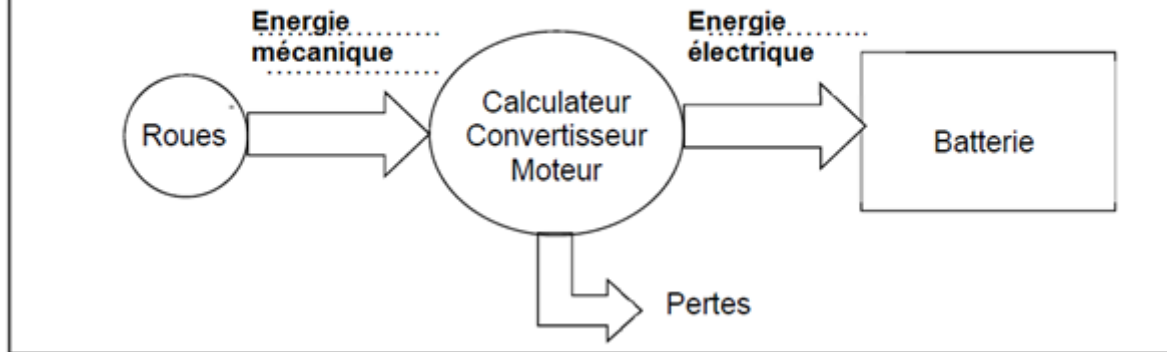 Energie
mécanique
Energie
électrique
Roues
Calculateur
Convertisseur
Moteur
Batterie
Pertes